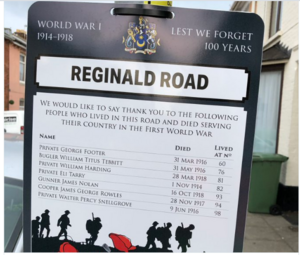 WORLD WAR I
1914-1918
LEST WE FORGET
100 YEARS
REGINALD ROAD
WE WOULD LIKE TO SAY THANK YOU TO THE FOLLOWING
PEOPLE WHO LIVED IN THIS ROAD AND DIED SERVING
THEIR COUNTRY IN THE FIRST WORLD WAR
NAME DIED LIVED AT Nº
PRIVATE GEORGE FOOTER 31 MAR 1916 60
BUGLER WILLIAM TITUS TEBBITT 31 MAY 1916 76
PRIVATE WILLIAM HARDING 28 MAR 1918 81
PRIVATE ELI TARRY 1 NOV 1914 82
GUNNER JAMES NOLAN 16 OCT 1918 93
COOPER JAMES GEORGE ROWLES 28 NOV 1917 94
PRIVATE WALTER PERCY SNELLGROVE 9 JUN 1916 98